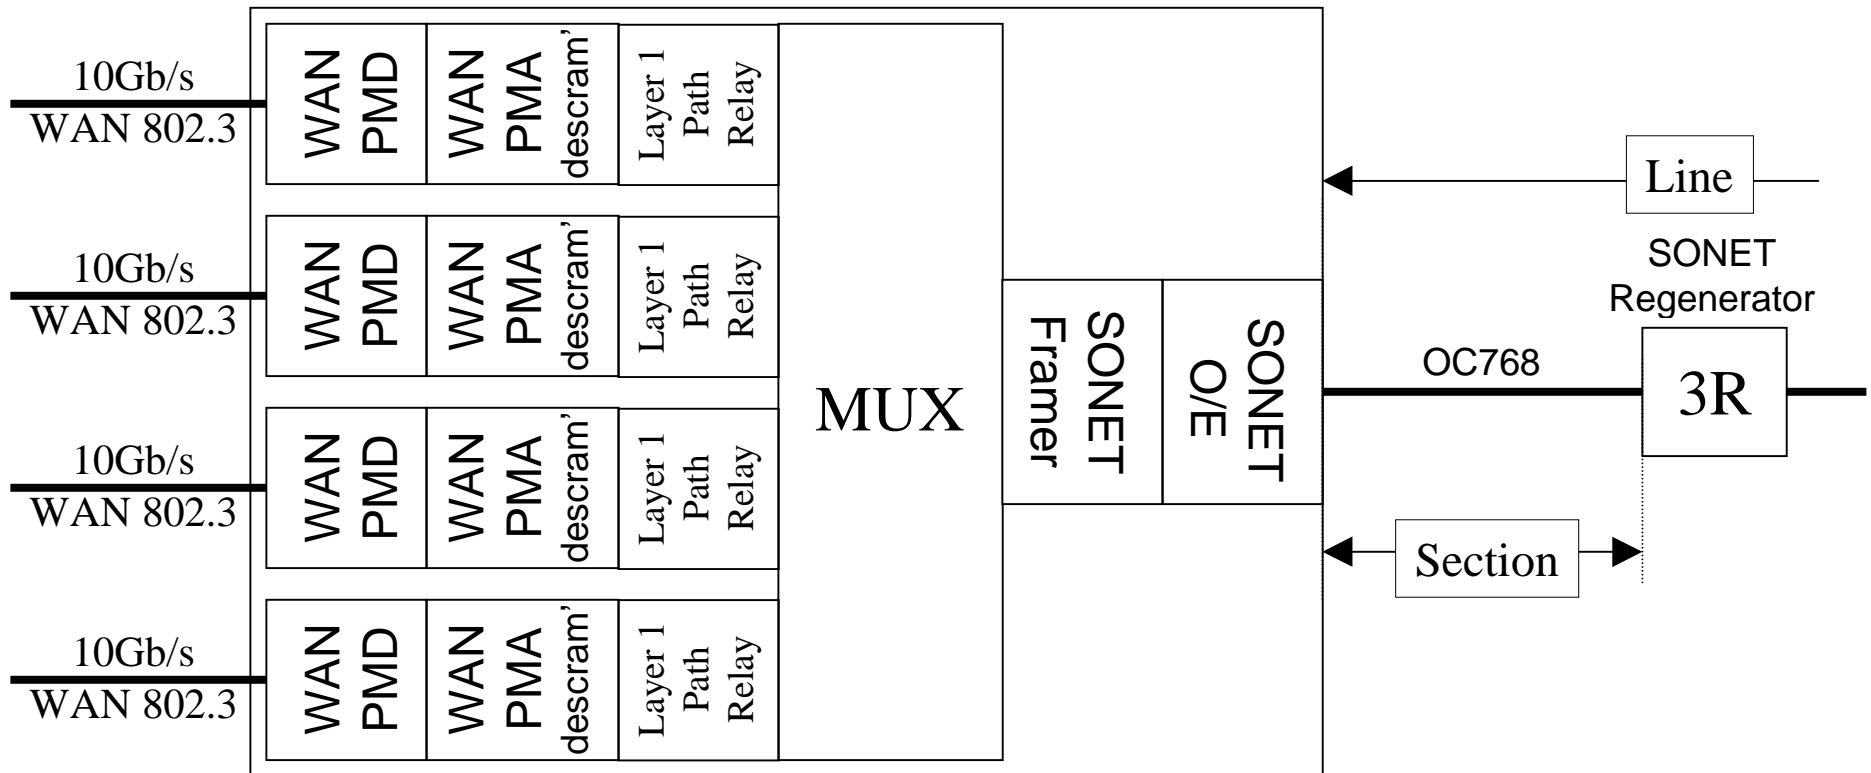 10Gb/s
WAN 802.3
WAN
PMD
WAN
PMA
descram’
Layer 1
Path
Relay
10Gb/s
WAN 802.3
WAN
PMD
WAN
PMA
descram’
Layer 1
Path
Relay
10Gb/s
WAN 802.3
WAN
PMD
WAN
PMA
descram’
Layer 1
Path
Relay
10Gb/s
WAN 802.3
WAN
PMD
WAN
PMA
descram’
Layer 1
Path
Relay
MUX
SONET
Framer
SONET
O/E
Line
SONET
Regenerator
OC768
3R
Section